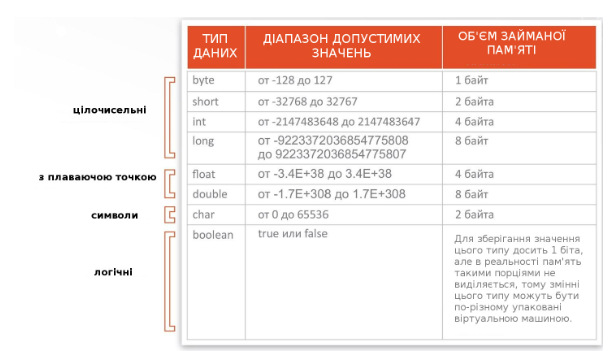 ТИП ДАНИХ
ДІАПАЗОН ДОПУСТИМИХ ЗНАЧЕНЬ
ОБ'ЄМ ЗАЙМАНОЇ ПАМ'ЯТІ
цілочисельні
byte от -128 до 127 1 байт
short от -32768 до 32767 2 байта
int от -2147483648 до 2147483647 4 байта
long от -9223372036854775808 8 байт
до 9223372036854775807
з плаваючою точкою
float от -3.4E+38 до 3.4E+38 4 байта
double от -1.7E+308 до 1.7E+308 8 байт
символи
char от 0 до 65536 2 байта
логічні
boolean true или false
Для зберігання значення
цього типу досить 1 біта,
але в реальності пам'ять
такими порціями не
виділяється, тому змінні
цього типу можуть бути
по-різному упаковані
віртуальною машиною.